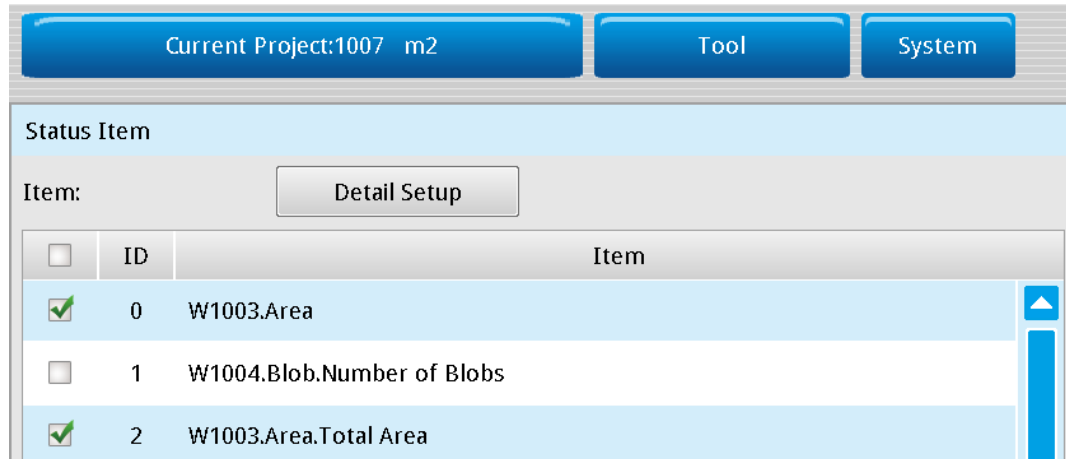 Current Project:1007 m2 Tool System
Status Item
Item: Detail Setup
ID Item
0 W1003.Area
1 W1004.Blob.Number of Blobs
2 W1003.Area.Total Area